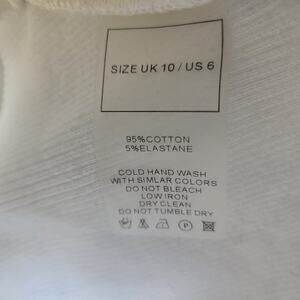 SIZE UK 10 / US 6
95%COTTON
5%ELASTANE
COLD HAND WASH
WITH SIMLAR COLORS
DO NOT BLEACH
LOW IRON
DRY CLEAN
DO NOT TUMBLE DRY
P